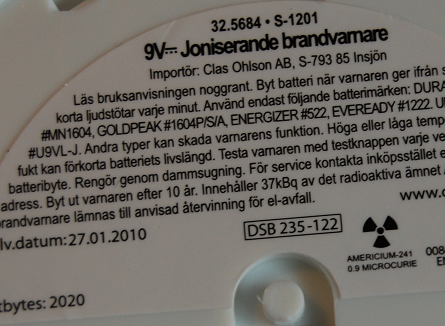 32.5684 • S-1201
9V⎓ Joniserande brandvarnare
Importör: Clas Ohlson AB, S-793 85 Insjön
Läs bruksanvisningen noggrant. Byt batteri när varnaren ger ifrån s
korta ljudstötar varje minut. Använd endast följande batterimärken: DURA
#MN1604, GOLDPEAK #1604P/S/A, ENERGIZER #522, EVEREADY #1222. U
#U9VL-J. Andra typer kan skada varnarens funktion. Höga eller låga temp
fukt kan förkorta batteriets livslängd. Testa varnaren med testknappen varje ve
batteribyte. Rengör genom dammsugning. För service kontakta inköpsstället e
adress. Byt ut varnaren efter 10 år. Innehåller 37kBq av det radioaktiva ämnet A
brandvarnare lämnas till anvisad återvinning för el-avfall.
www.c
lv.datum:27.01.2010
DSB 235-122
AMERICIUM-241
0.9 MICROCURIE
008
EN
tbytes: 2020